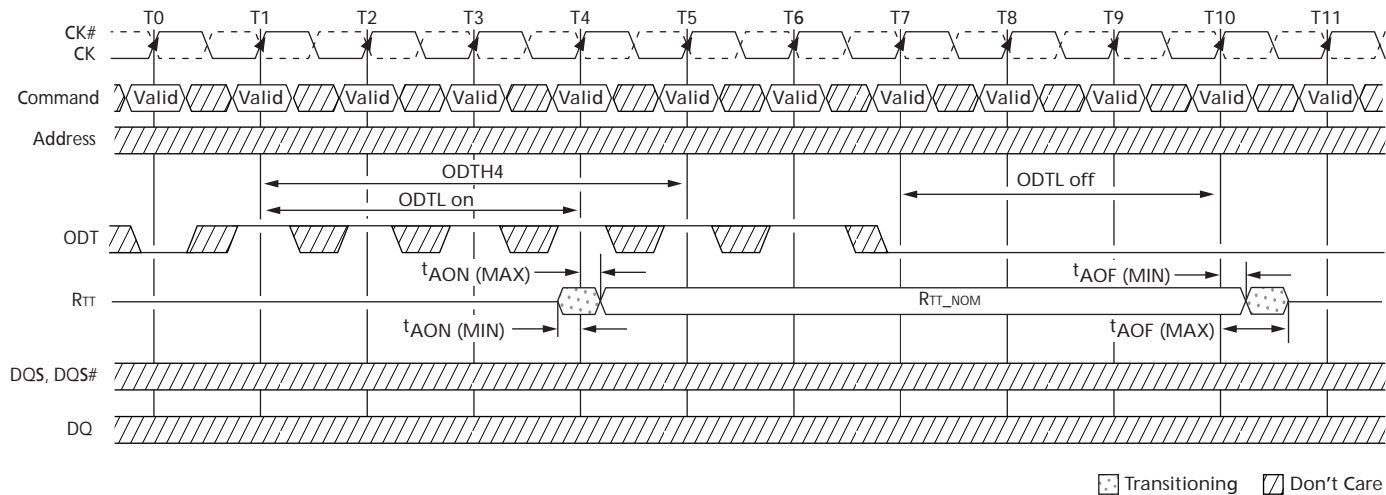 T0 T1 T2 T3 T4 T5 T6 T7 T8 T9 T10 T11
CK#
CK
Command Valid Valid Valid Valid Valid Valid Valid Valid Valid Valid Valid Valid
Address
ODTH4
ODTL off
ODTL on
ODT
tAON (MAX) tAOF (MIN)
RTT RTT_NOM
tAON (MIN) tAOF (MAX)
DQS, DQS#
DQ
Transitioning Don't Care